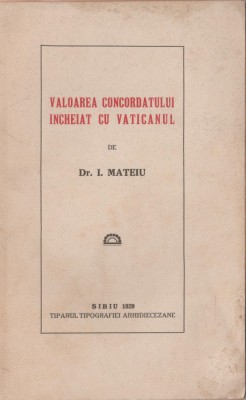 VALOAREA CONCORDATULUI
INCHEIAT CU VATICANUL
DE
Dr. I. MATEIU
SIBIU 1929
TIPARUL TIPOGRAFIEI ARHIDIECEZANE